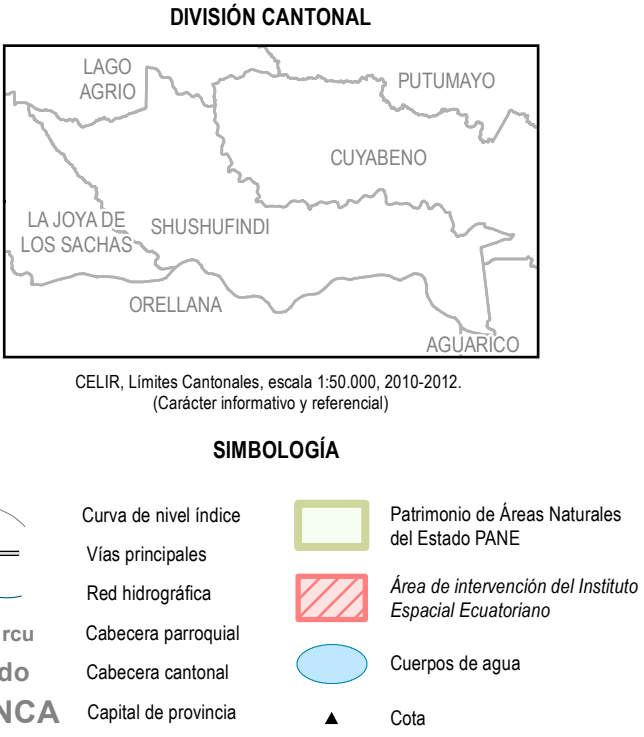 DIVISIÓN CANTONAL
LAGO
AGRIO
PUTUMAYO
CUYABENO
LA JOYA DE
LOS SACHAS
SHUSHUFINDI
ORELLANA
AGUARICO
CELIR, Límites Cantonales, escala 1:50.000, 2010-2012.
(Carácter informativo y referencial)
SIMBOLOGÍA
Curva de nivel índice
Vías principales
Red hidrográfica
rcu Cabecera parroquial
do Cabecera cantonal
NCA Capital de provincia
Patrimonio de Áreas Naturales
del Estado PANE
Área de intervención del Instituto
Espacial Ecuatoriano
Cuerpos de agua
Cota